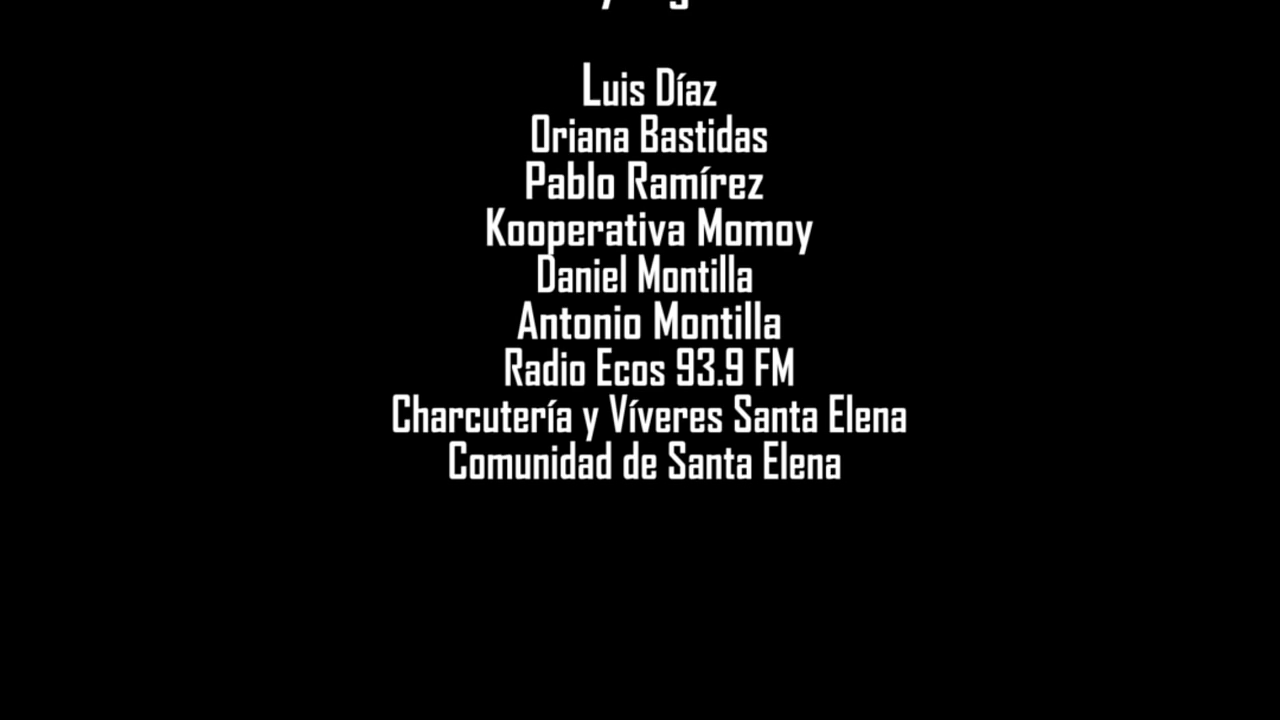 Luis Díaz
Oriana Bastidas
Pablo Ramírez
Kooperativa Momoy
Daniel Montilla
Antonio Montilla
Radio Ecos 93.9 FM
Charcutería y Víveres Santa Elena
Comunidad de Santa Elena